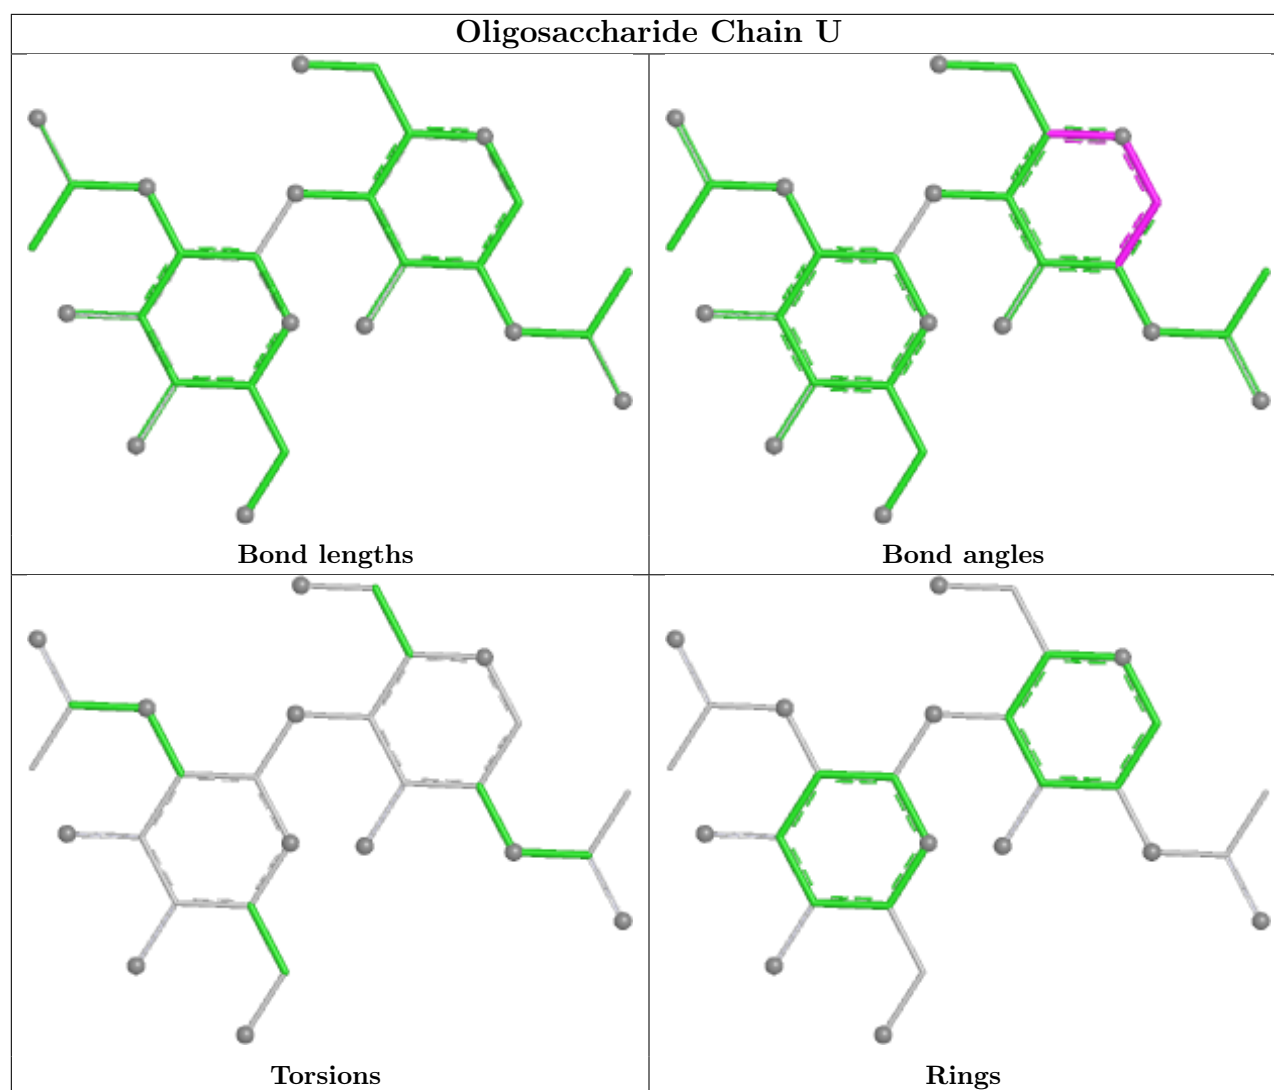 Oligosaccharide Chain U
Bond lengths
Bond angles
Torsions
Rings